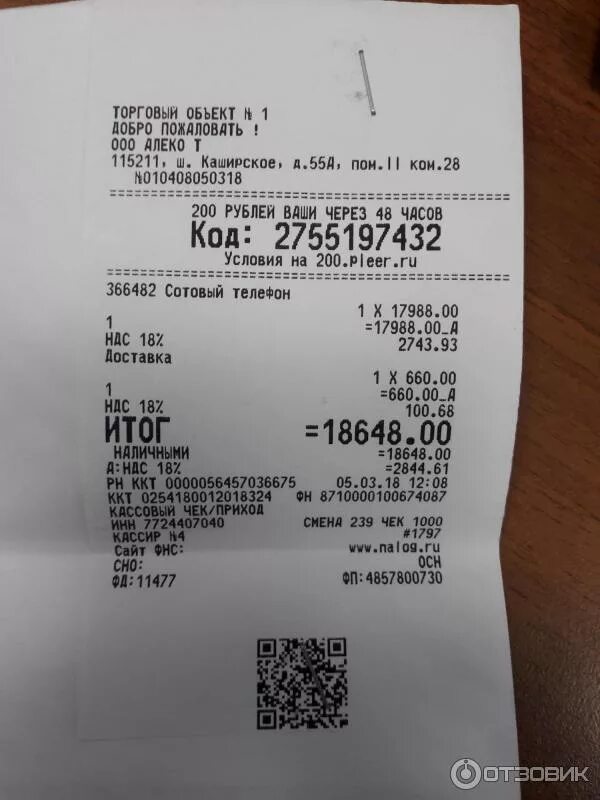 ТОРГОВЫЙ ОБЪЕКТ № 1
ДОБРО ПОЖАЛОВАТЬ !
ООО АЛЕКО Т
115211, ш. Каширское, д.55А, пом.II ком.28
№010408050318
200 РУБЛЕЙ ВАШИ ЧЕРЕЗ 48 ЧАСОВ
Код: 2755197432
Условия на 200.pleer.ru
366482 Сотовый телефон
1 X 17988.00
1 =17988.00_А
НДС 18% 2743.93
Доставка
1 X 660.00
1 =660.00_А
НДС 18% 100.68
ИТОГ =18648.00
НАЛИЧНЫМИ =18648.00
А:НДС 18% =2844.61
РН ККТ 0000056457036675 05.03.18 12:08
ККТ 0254180012018324 ФН 8710000100674087
КАССОВЫЙ ЧЕК/ПРИХОД
ИНН 7724407040 СМЕНА 239 ЧЕК 1000
КАССИР №4 #1797
Сайт ФНС: www.nalog.ru
СНО: ОСН
ФД:11477 ФП:4857800730
ОТЗОВИК